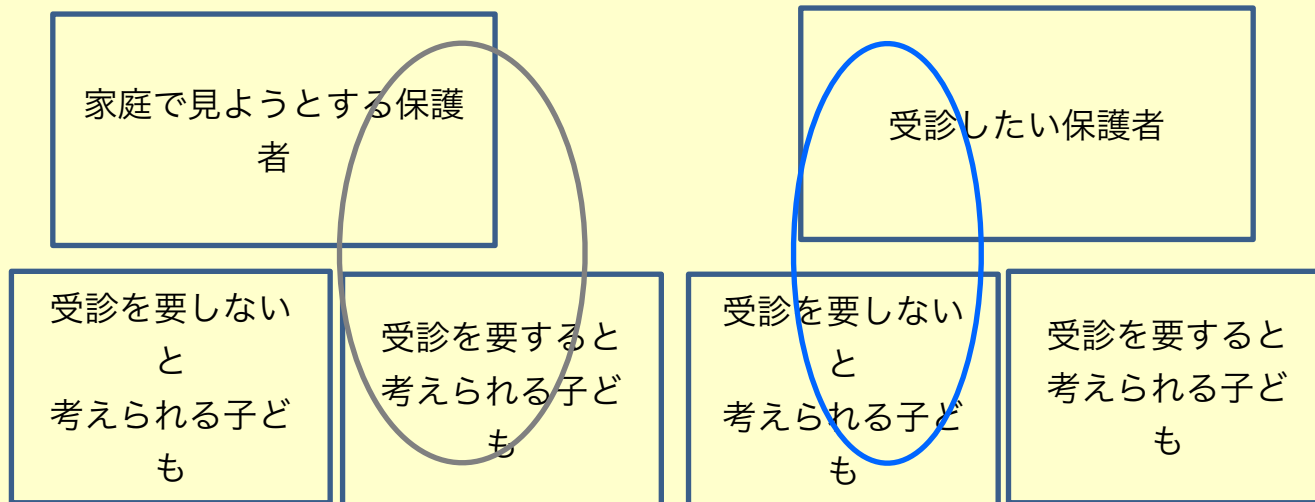 家庭で見ようとする保護
者
受診したい保護者
受診を要しない
と
考えられる子ど
も
受診を要すると
考えられる子ど
も
受診を要しない
と
考えられる子ど
も
受診を要すると
考えられる子ど
も